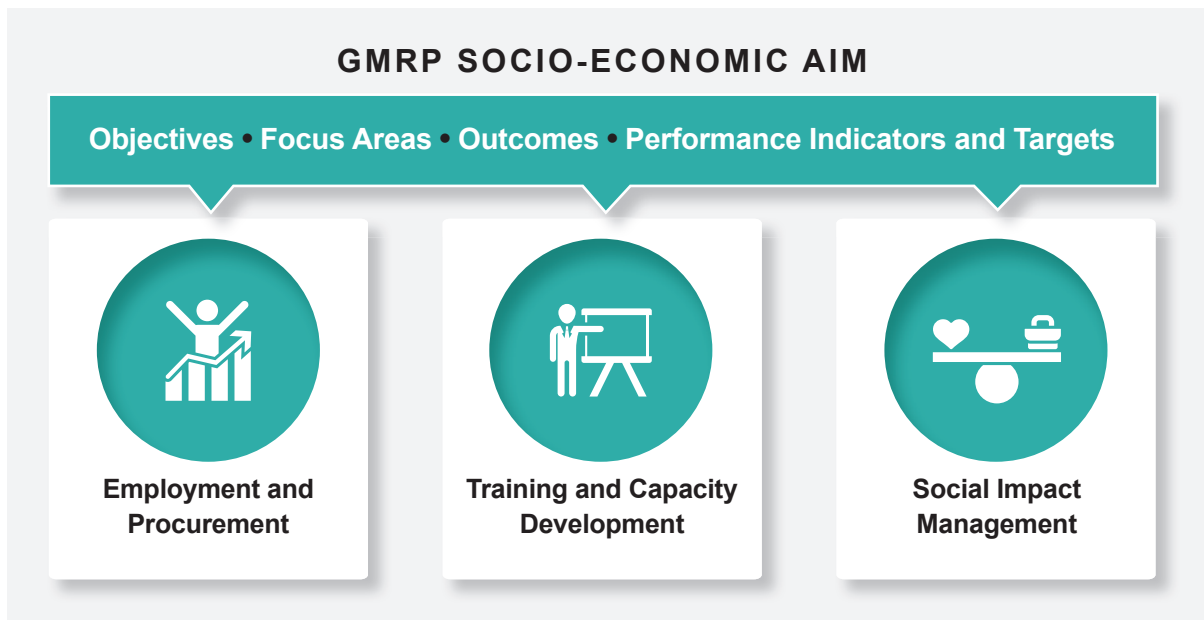 GMRP SOCIO-ECONOMIC AIM
Objectives • Focus Areas • Outcomes • Performance Indicators and Targets
Employment and
Procurement
Training and Capacity
Development
Social Impact
Management